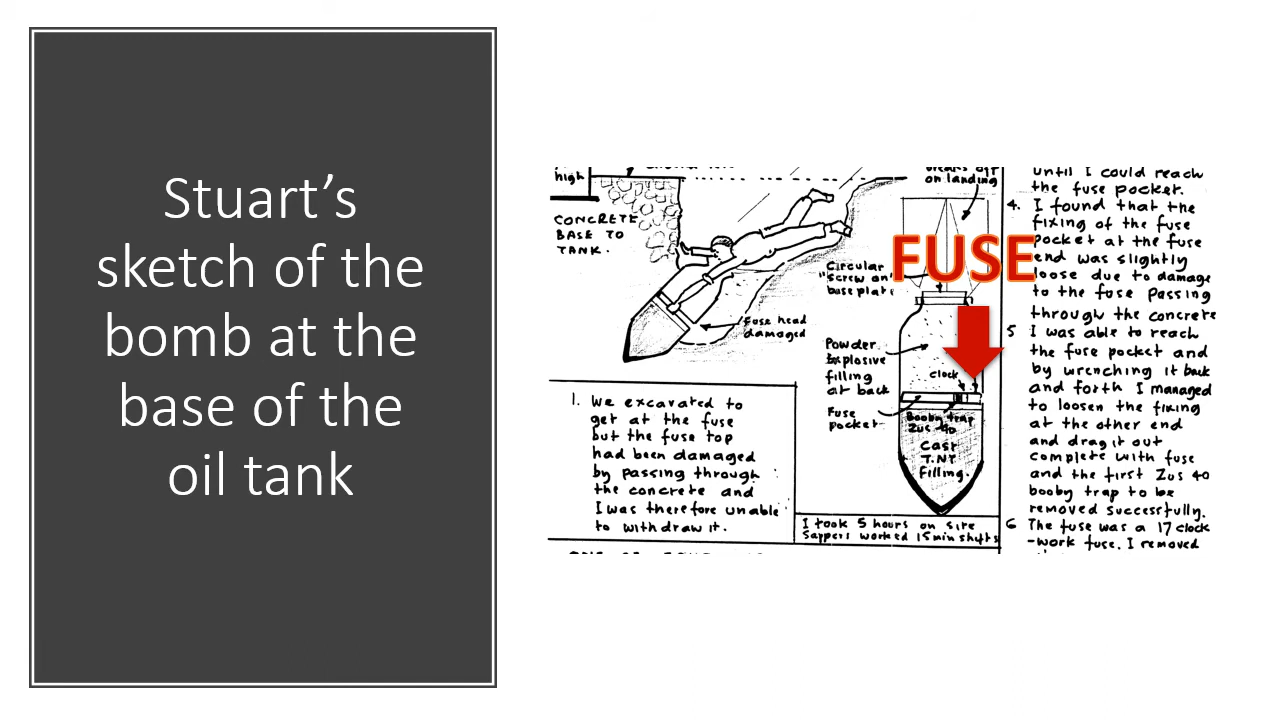 Stuart’s
sketch of the
bomb at the
base of the
oil tank
high
CONCRETE
BASE TO
TANK.
Fuse head
damaged
1. We excavated to
get at the fuse
but the fuse top
had been damaged
by passing through
the concrete and
I was therefore unable
to withdraw it.
on landing
FUSE
Circular
"screw on"
base plate
Powder
Explosive
filling
at back
clock
Fuse
pocket
Booby trap
Zus 40
Cast
T.N.T
Filling.
I took 5 hours on site
Sappers worked 15 min shifts
until I could reach
the fuse pocket.
4. I found that the
fixing of the fuse
pocket at the fuse
end was slightly
loose due to damage
to the fuse passing
through the concrete
5 I was able to reach
the fuse pocket and
by wrenching it back
and forth I managed
to loosen the fixing
at the other end
and drag it out
complete with fuse
and the first Zus 40
booby trap to be
removed successfully.
6 The fuse was a 17 clock
-work fuse. I removed